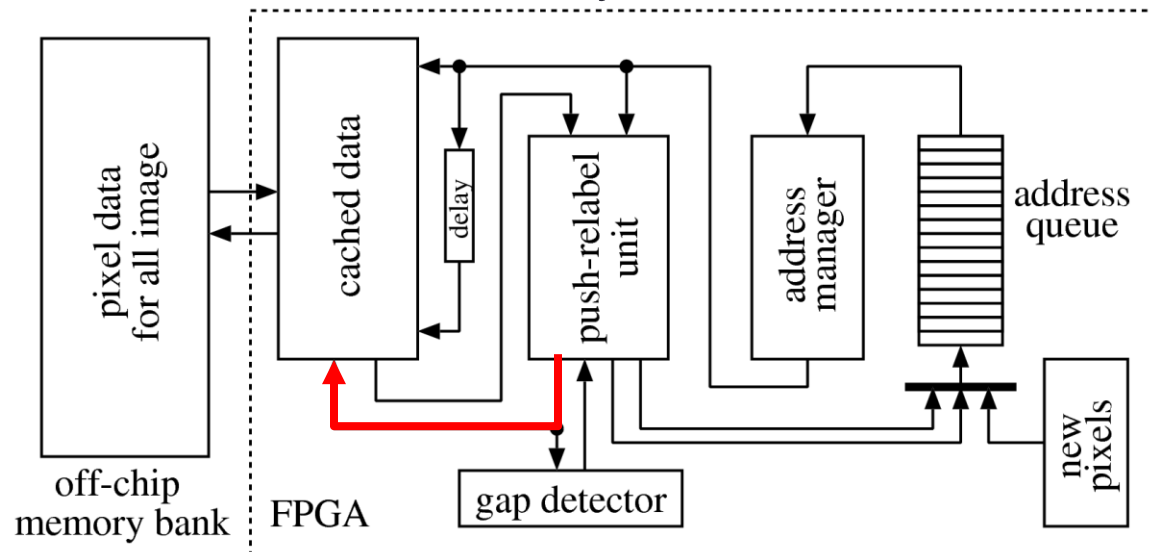 pixel data
for all image
off-chip
memory bank
FPGA
cached data
delay
push-relabel
unit
gap detector
address
manager
address
queue
new
pixels